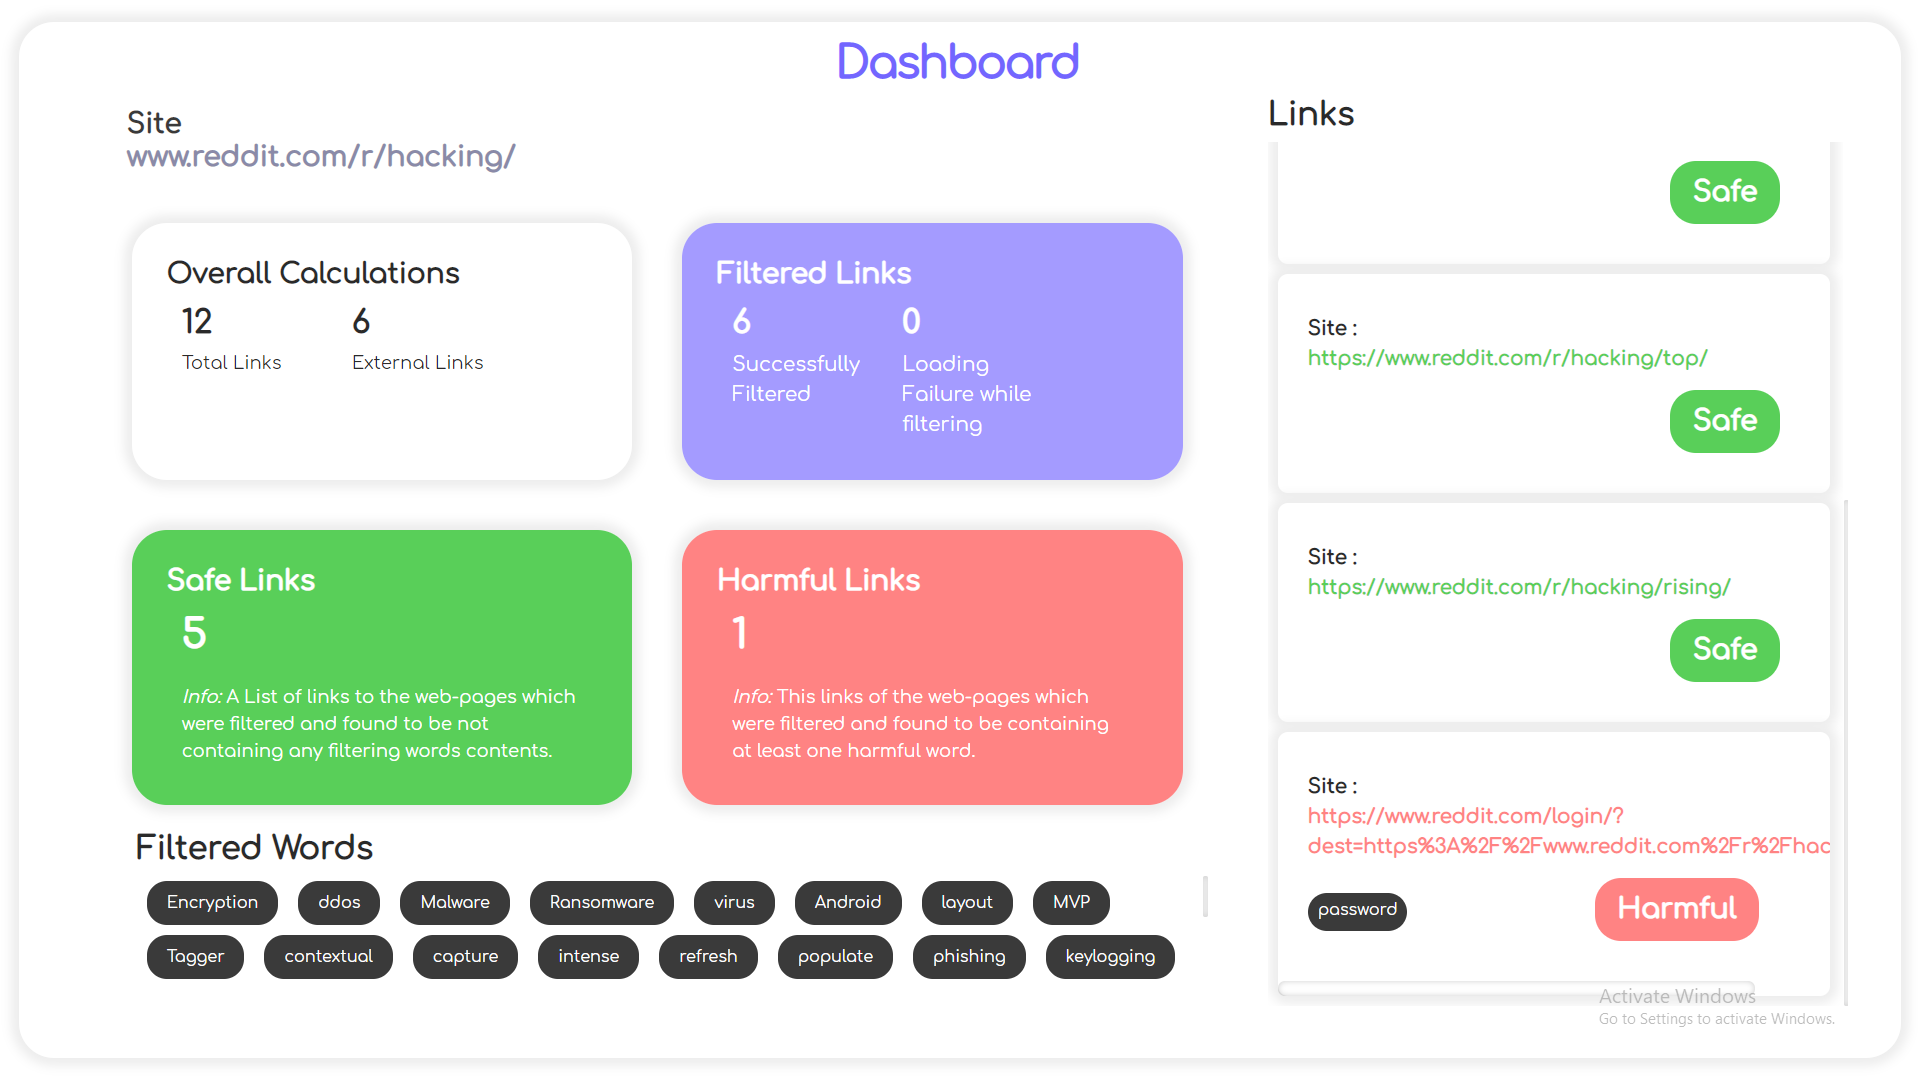 Dashboard
Site
www.reddit.com/r/hacking/
Overall Calculations
12
Total Links
6
External Links
Filtered Links
6
Successfully
Filtered
0
Loading
Failure while
filtering
Safe Links
5
Info: A List of links to the web-pages which
were filtered and found to be not
containing any filtering words contents.
Harmful Links
1
Info: This links of the web-pages which
were filtered and found to be containing
at least one harmful word.
Filtered Words
Encryption ddos Malware Ransomware virus Android layout MVP
Tagger contextual capture intense refresh populate phishing keylogging
Links
Safe
Site :
https://www.reddit.com/r/hacking/top/
Safe
Site :
https://www.reddit.com/r/hacking/rising/
Safe
Site :
https://www.reddit.com/login/?
dest=https%3A%2F%2Fwww.reddit.com%2Fr%2Fhac
password
Harmful
Activate Windows
Go to Settings to activate Windows.